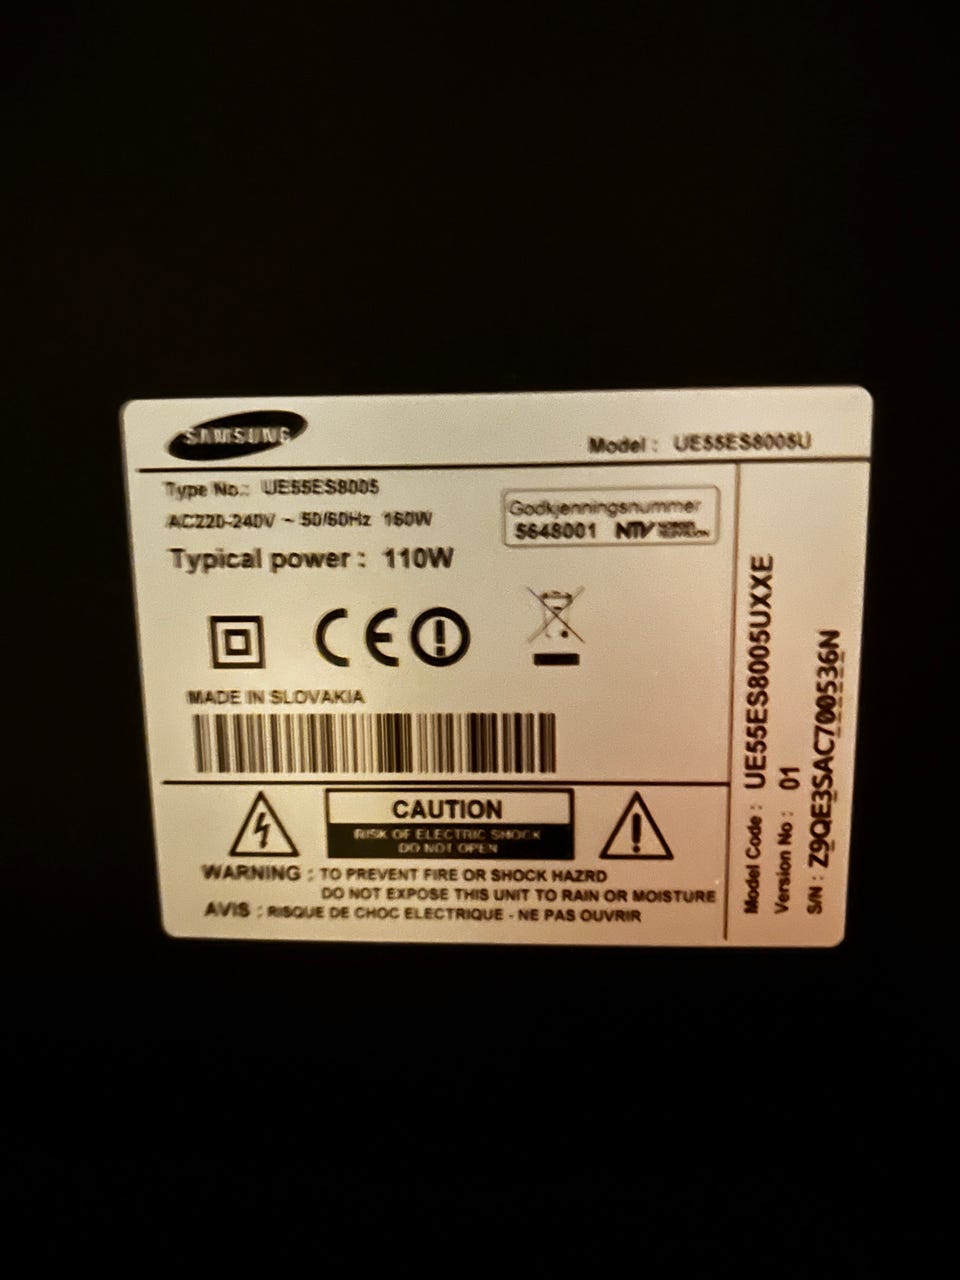 SAMSUNG
Model : UE55ES8005U
Type No.: UE55ES8005
AC220-240V ~ 50/60Hz 160W
Typical power : 110W
Godkjenningsnummer
5648001 NTV
MADE IN SLOVAKIA
CAUTION
RISK OF ELECTRIC SHOCK
DO NOT OPEN
WARNING : TO PREVENT FIRE OR SHOCK HAZRD
DO NOT EXPOSE THIS UNIT TO RAIN OR MOISTURE
AVIS : RISQUE DE CHOC ELECTRIQUE - NE PAS OUVRIR
Model Code : UE55ES8005UXXE
Version No : 01
S/N : Z9QE3SAC700536N